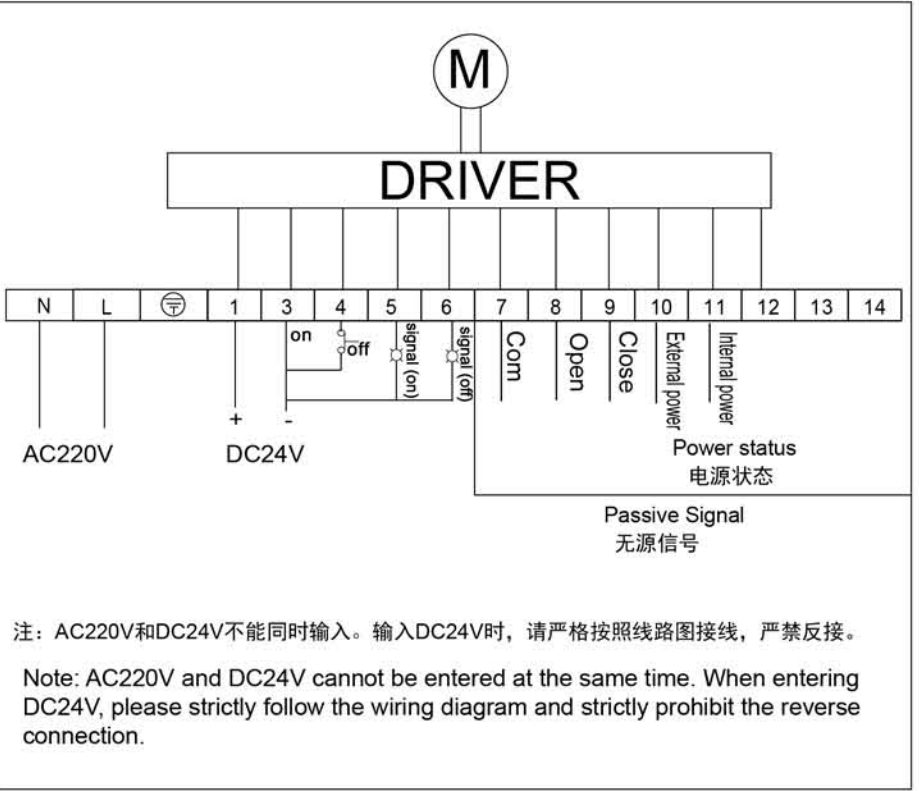 M
DRIVER
N L 1 3 4 5 6 7 8 9 10 11 12 13 14
on
off
signal (on)
signal (off)
Com
Open
Close
External power
Internal power
+ -
AC220V DC24V
Power status
电源状态
Passive Signal
无源信号
注：AC220V和DC24V不能同时输入。输入DC24V时，请严格按照线路图接线，严禁反接。
Note: AC220V and DC24V cannot be entered at the same time. When entering
DC24V, please strictly follow the wiring diagram and strictly prohibit the reverse
connection.